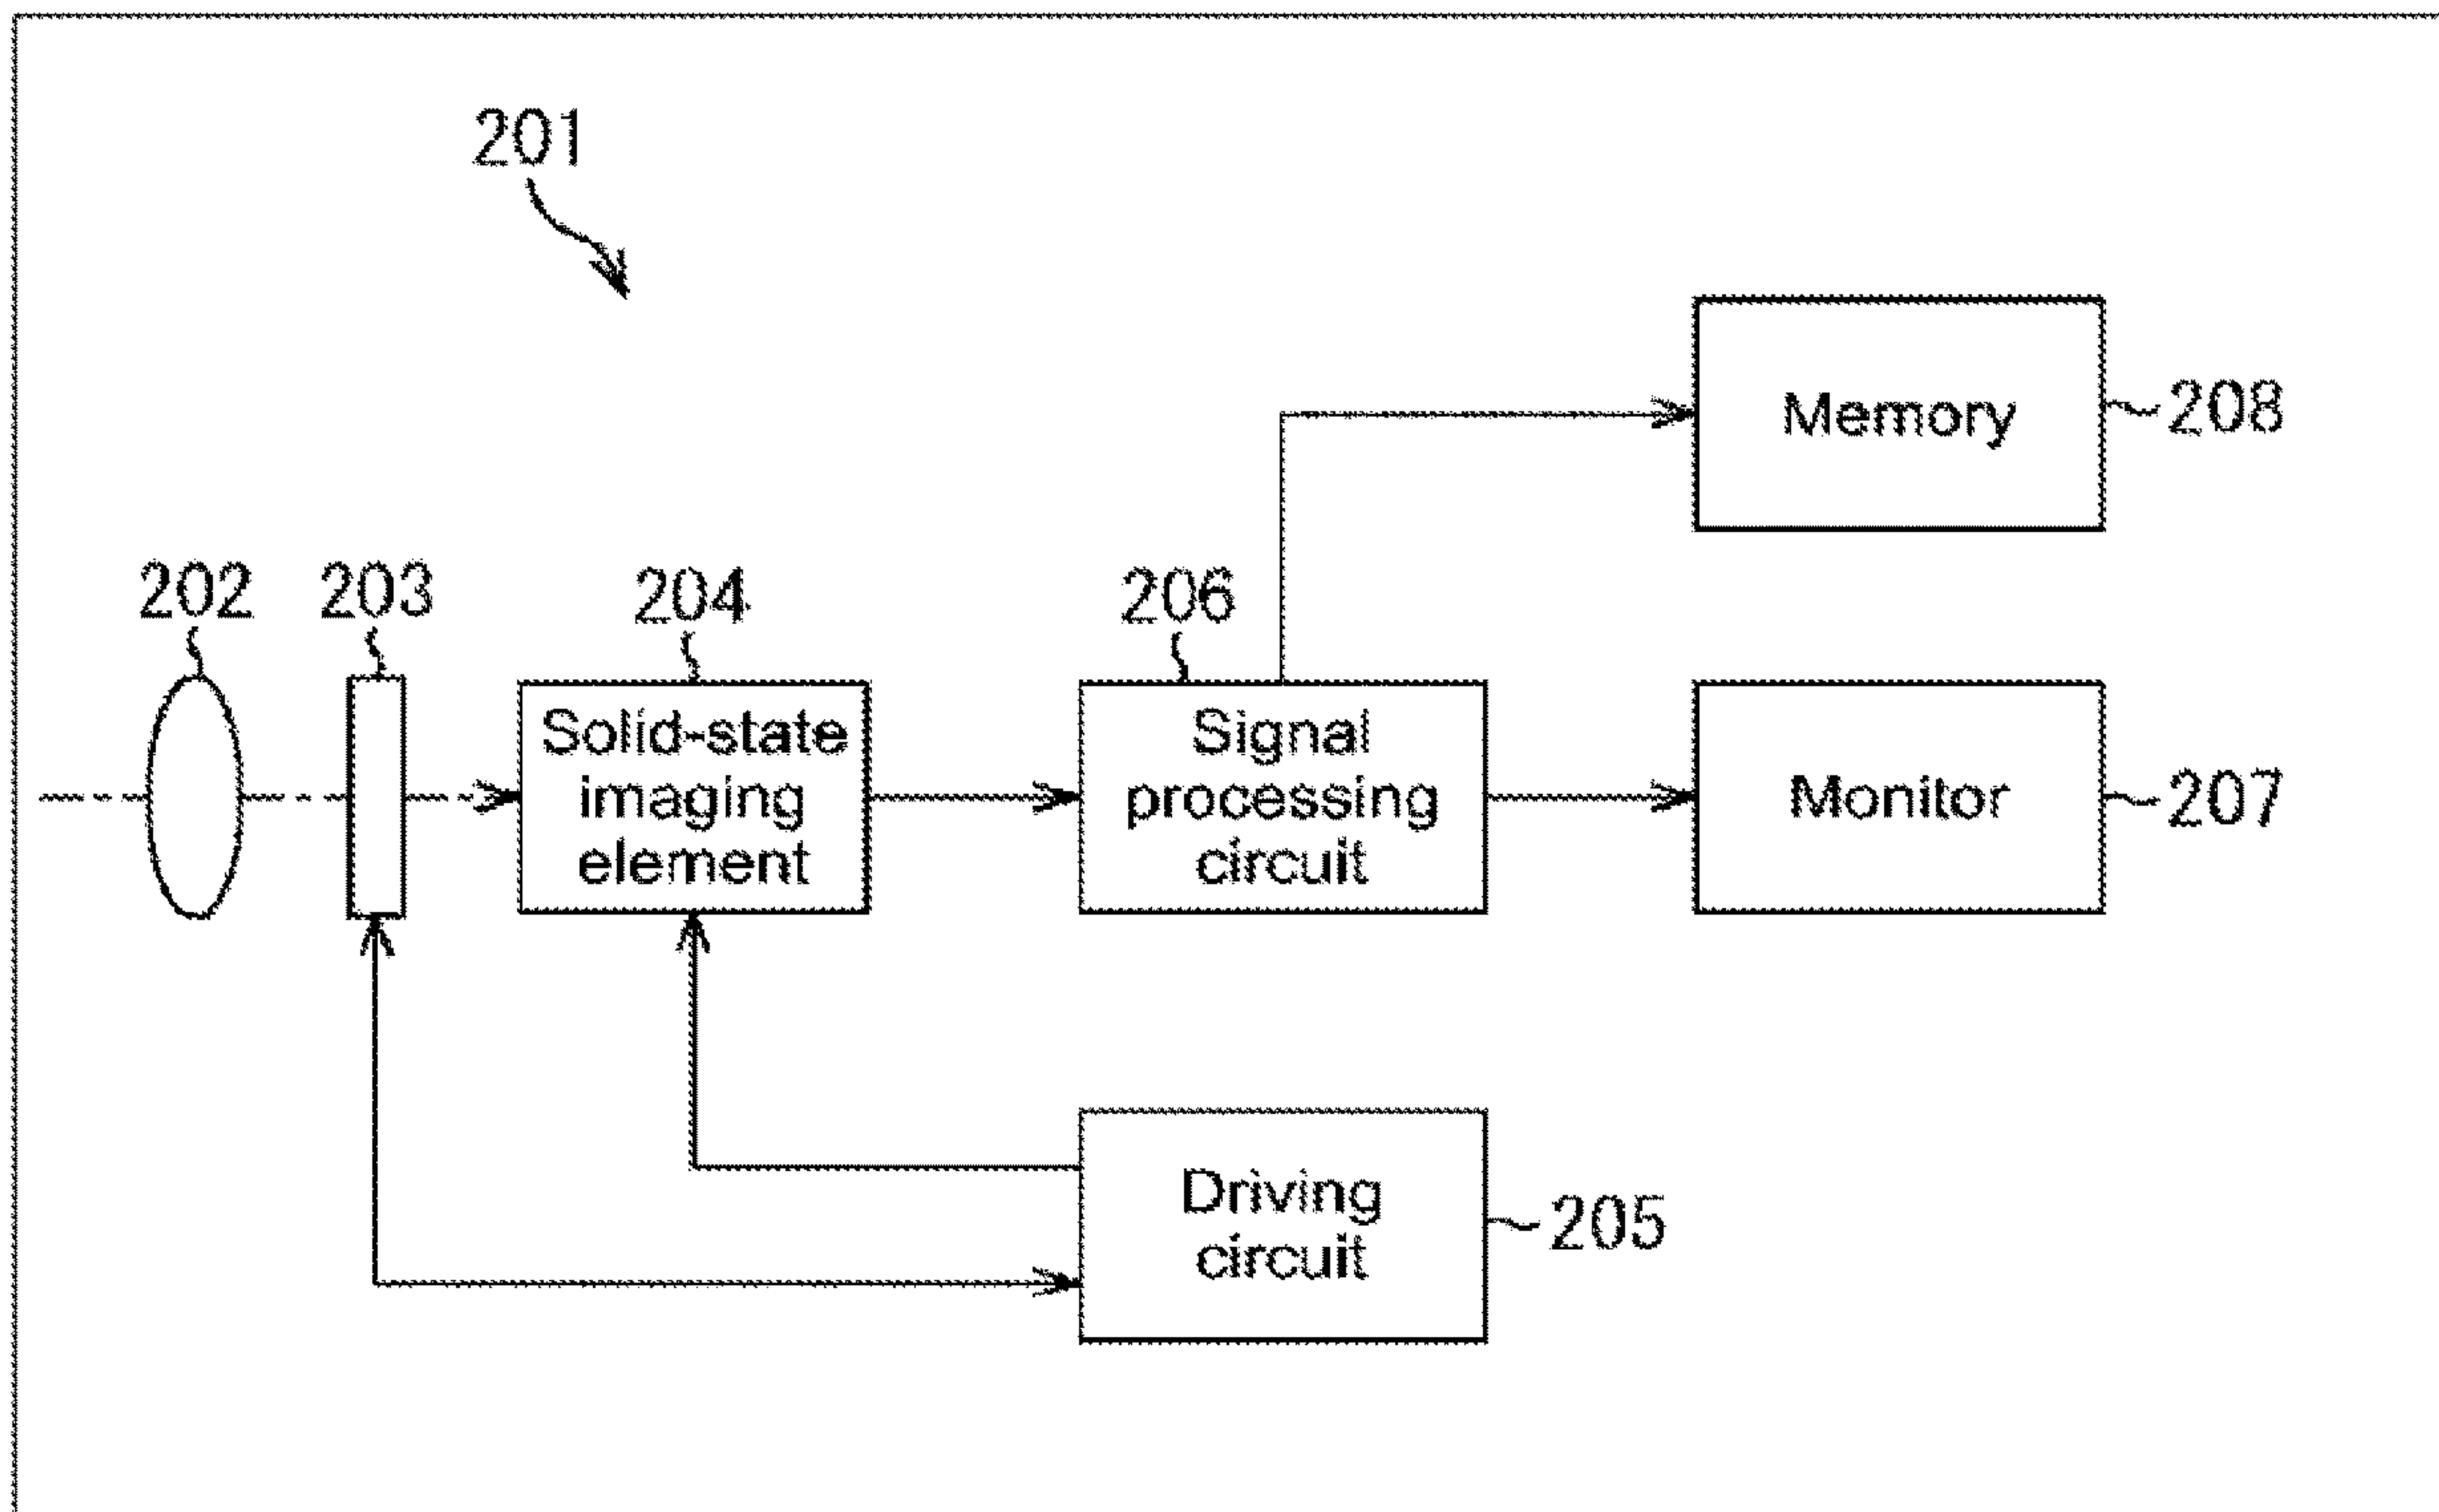 201
Memory
208
202
203
204
206
Solid-state
imaging
element
Signal
processing
circuit
Monitor
207
Driving
circuit
205